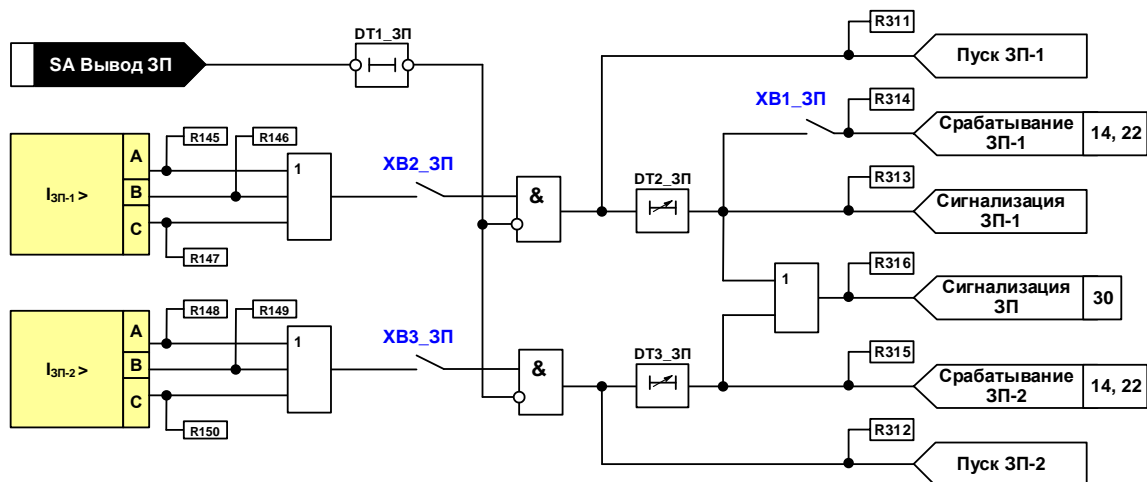 R311
DT1_ЗП
SA Вывод ЗП
Пуск ЗП-1
XB1_ЗП
R314
Срабатывание
ЗП-1
14, 22
R145
R146
A
B
C
IЗП-1 >
1
XB2_ЗП
&
DT2_ЗП
R313
Сигнализация
ЗП-1
R147
R316
1
Сигнализация
ЗП
30
R148
R149
A
B
C
IЗП-2 >
1
XB3_ЗП
&
DT3_ЗП
R315
Срабатывание
ЗП-2
14, 22
R150
R312
Пуск ЗП-2